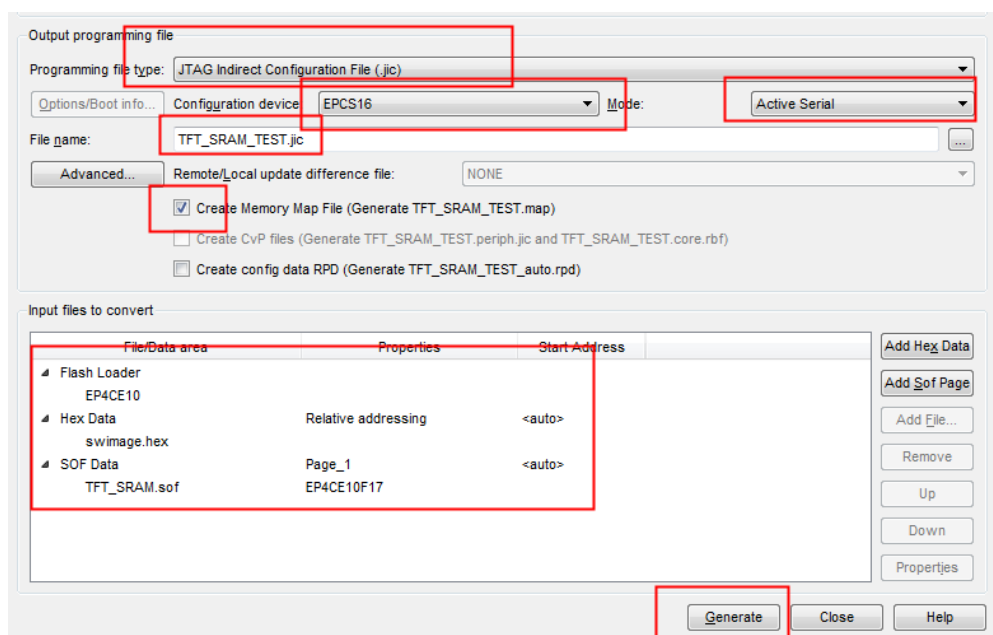 Output programming file
Programming file type: JTAG Indirect Configuration File (.jic)
Options/Boot info... Configuration device: EPCS16 Mode: Active Serial
File name: TFT_SRAM_TEST.jic ...
Advanced... Remote/Local update difference file: NONE
Create Memory Map File (Generate TFT_SRAM_TEST.map)
Create CvP files (Generate TFT_SRAM_TEST.periph.jic and TFT_SRAM_TEST.core.rbf)
Create config data RPD (Generate TFT_SRAM_TEST_auto.rpd)
Input files to convert
File/Data area Properties Start Address
Add Hex Data
Flash Loader
Add Sof Page
EP4CE10
Hex Data Relative addressing <auto>
Add File...
swimage.hex
Remove
SOF Data Page_1 <auto>
TFT_SRAM.sof EP4CE10F17
Up
Down
Properties
Generate Close Help